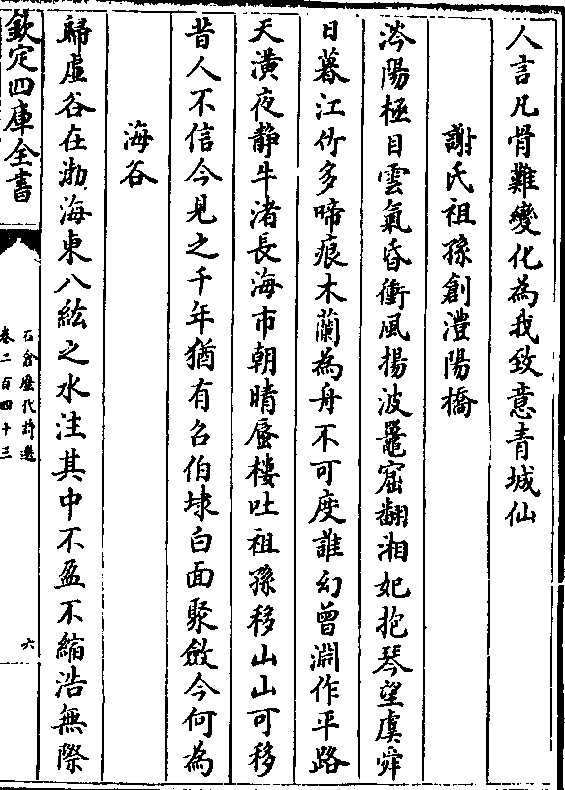 人言凡骨難變化為我致意青城仙
謝氏祖孫創澧陽橋
涔陽極目雲氣昏衝風揚波鼉窟翻湘妃抱琴望虞舜
日暮江竹多啼痕木蘭為舟不可度誰幻曾淵作平路
天潢夜静牛渚長海市朝晴蜃樓吐祖孫移山山可移
昔人不信今見之千年猶有召伯埭白面聚斂今何為
海谷
歸虚谷在渤海東八紘之水注其中不盈不縮浩無際
欽定四庫全書
石倉歴代詩選
卷二百四十三
六